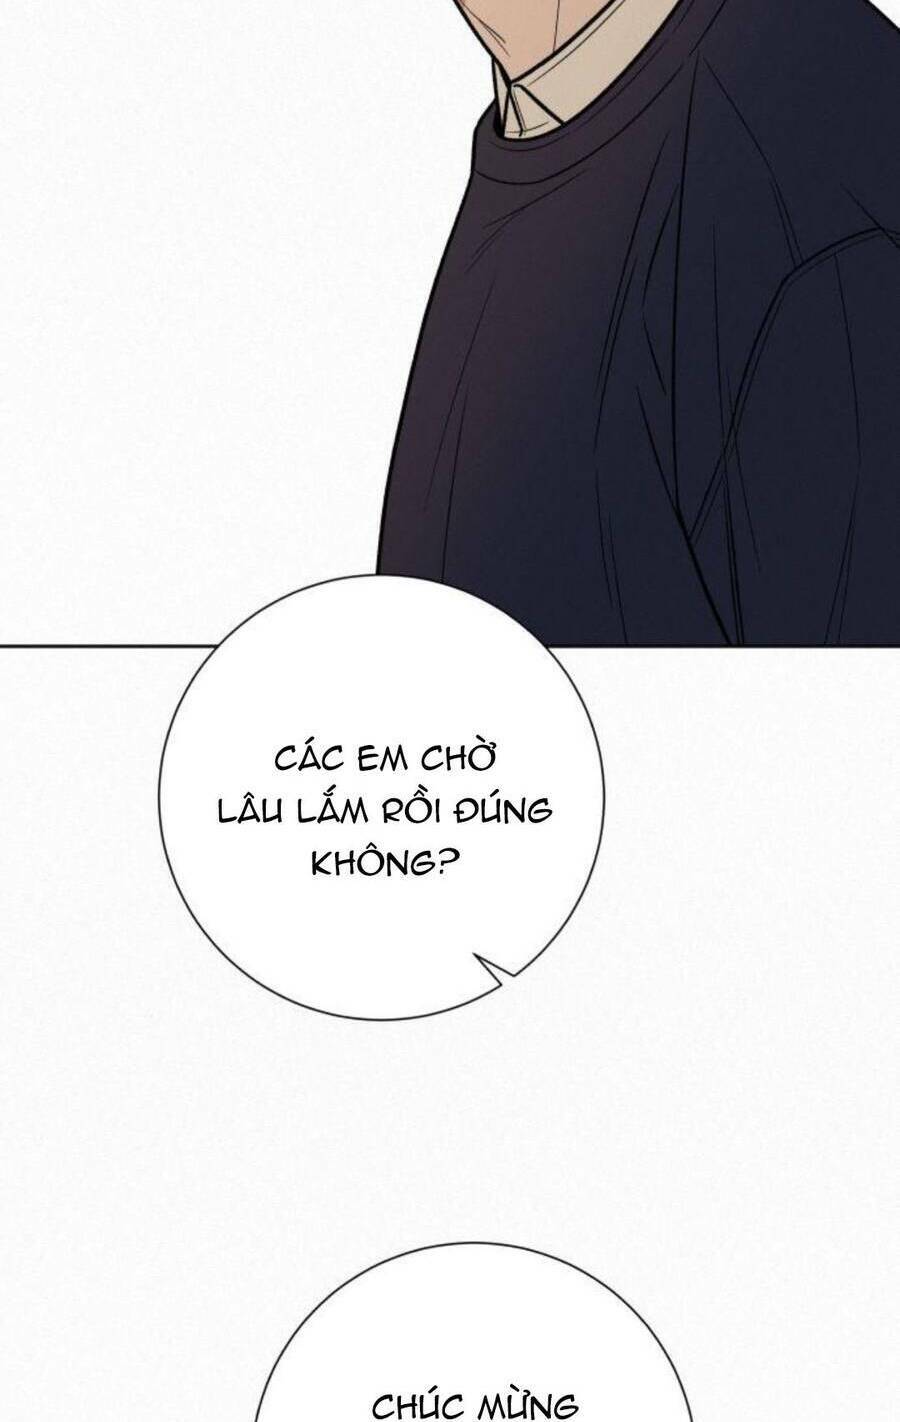 CÁC EM CHỜ
LÂU LẮM RỒI ĐÚNG
KHÔNG?
CHÚC MỪNG